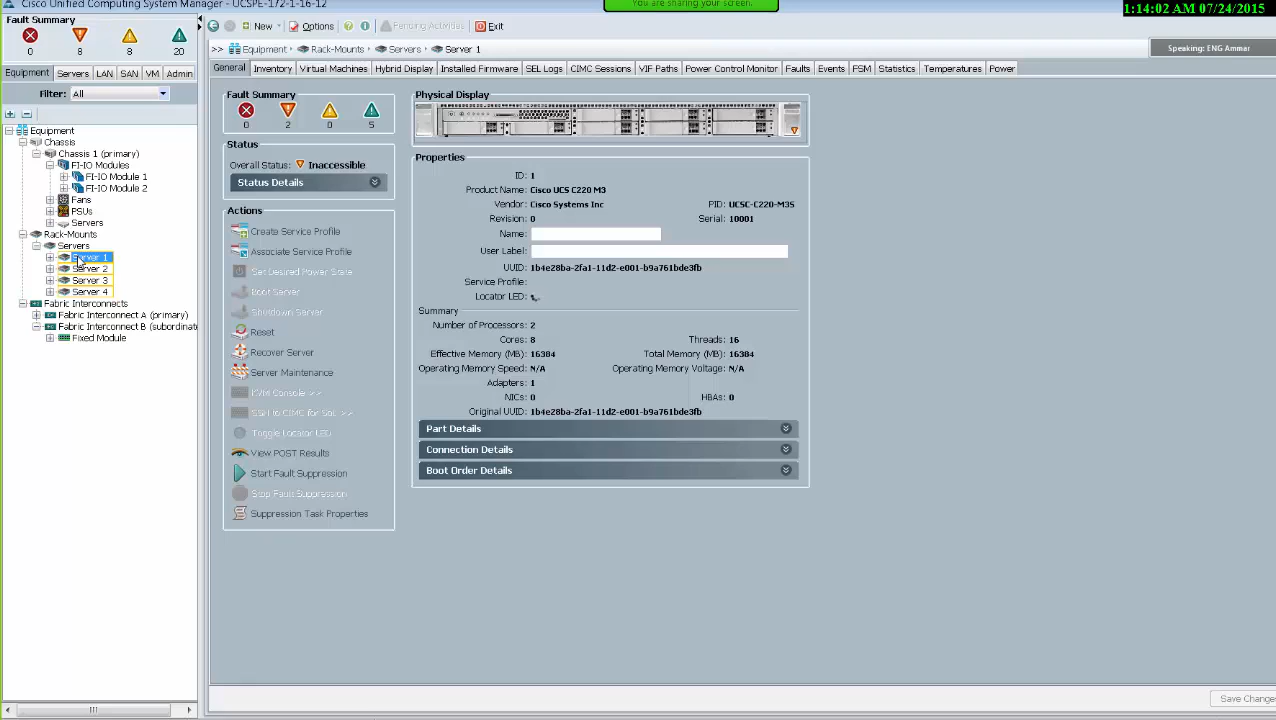 Cisco Unified Computing System Manager - UCSPE-172-1-16-12
You are sharing your screen.
1:14:02 AM 07/24/2015
Fault Summary
0 8 8 20
New Options Pending Activities Exit
>> Equipment Rack-Mounts Servers Server 1
Speaking: ENG Ammar
Equipment Servers LAN SAN VM Admin
General Inventory Virtual Machines Hybrid Display Installed Firmware SEL Logs CIMC Sessions VIF Paths Power Control Monitor Faults Events FSM Statistics Temperatures Power
Filter: All
Equipment
Chassis
Chassis 1 (primary)
FI-IO Modules
FI-IO Module 1
FI-IO Module 2
Fans
PSUs
Servers
Rack-Mounts
Servers
Server 1
Server 2
Server 3
Server 4
Fabric Interconnects
Fabric Interconnect A (primary)
Fabric Interconnect B (subordinat
Fixed Module
Fault Summary
0 2 0 5
Status
Overall Status: Inaccessible
Status Details
Actions
Create Service Profile
Associate Service Profile
Set Desired Power State
Boot Server
Shutdown Server
Reset
Recover Server
Server Maintenance
KVM Console >>
SSH to CIMC for SoL >>
Toggle Locator LED
View POST Results
Start Fault Suppression
Stop Fault Suppression
Suppression Task Properties
Physical Display
Properties
ID: 1
Product Name: Cisco UCS C220 M3
Vendor: Cisco Systems Inc PID: UCSC-C220-M3S
Revision: 0 Serial: 10001
Name:
User Label:
UUID: 1b4e28ba-2fa1-11d2-e001-b9a761bde3fb
Service Profile:
Locator LED:
Summary
Number of Processors: 2
Cores: 8 Threads: 16
Effective Memory (MB): 16384 Total Memory (MB): 16384
Operating Memory Speed: N/A Operating Memory Voltage: N/A
Adapters: 1
NICs: 0 HBAs: 0
Original UUID: 1b4e28ba-2fa1-11d2-e001-b9a761bde3fb
Part Details
Connection Details
Boot Order Details
Save Changes